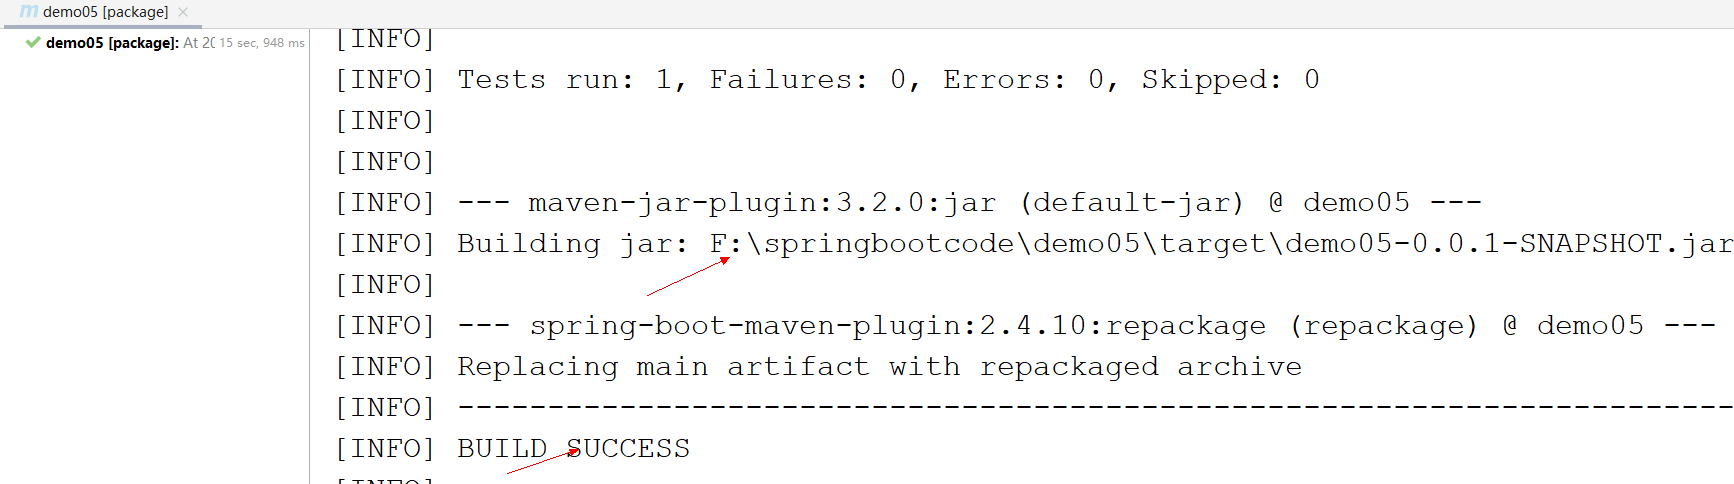 demo05 [package]
demo05 [package]: At 20 15 sec, 948 ms
[INFO]
[INFO] Tests run: 1, Failures: 0, Errors: 0, Skipped: 0
[INFO]
[INFO]
[INFO] --- maven-jar-plugin:3.2.0:jar (default-jar) @ demo05 ---
[INFO] Building jar: F:\springbootcode\demo05\target\demo05-0.0.1-SNAPSHOT.jar
[INFO]
[INFO] --- spring-boot-maven-plugin:2.4.10:repackage (repackage) @ demo05 ---
[INFO] Replacing main artifact with repackaged archive
[INFO] -----------------------------------------------------------------------
[INFO] BUILD SUCCESS
[INFO]